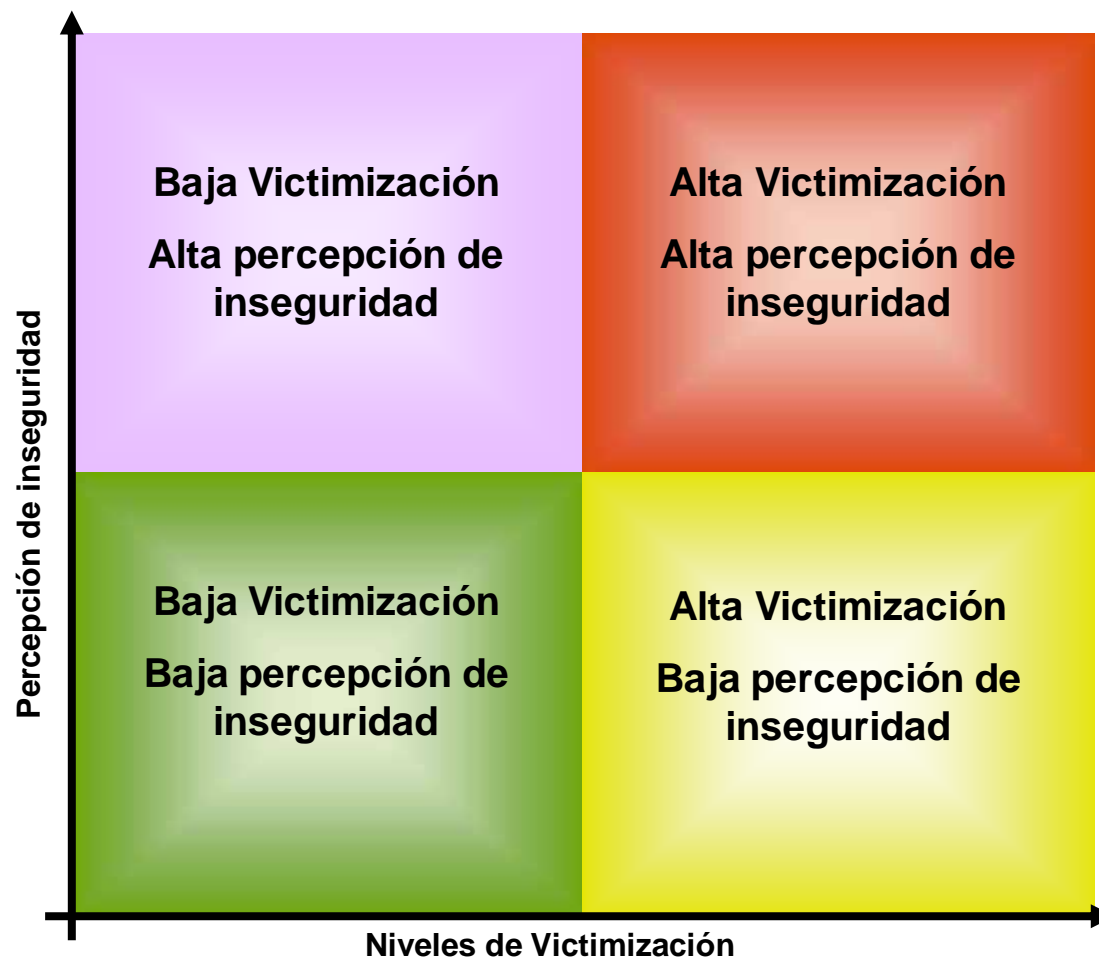 Baja Victimización
Alta percepción de
inseguridad
Alta Victimización
Alta percepción de
inseguridad
Percepción de inseguridad
Baja Victimización
Baja percepción de
inseguridad
Alta Victimización
Baja percepción de
inseguridad
Niveles de Victimización